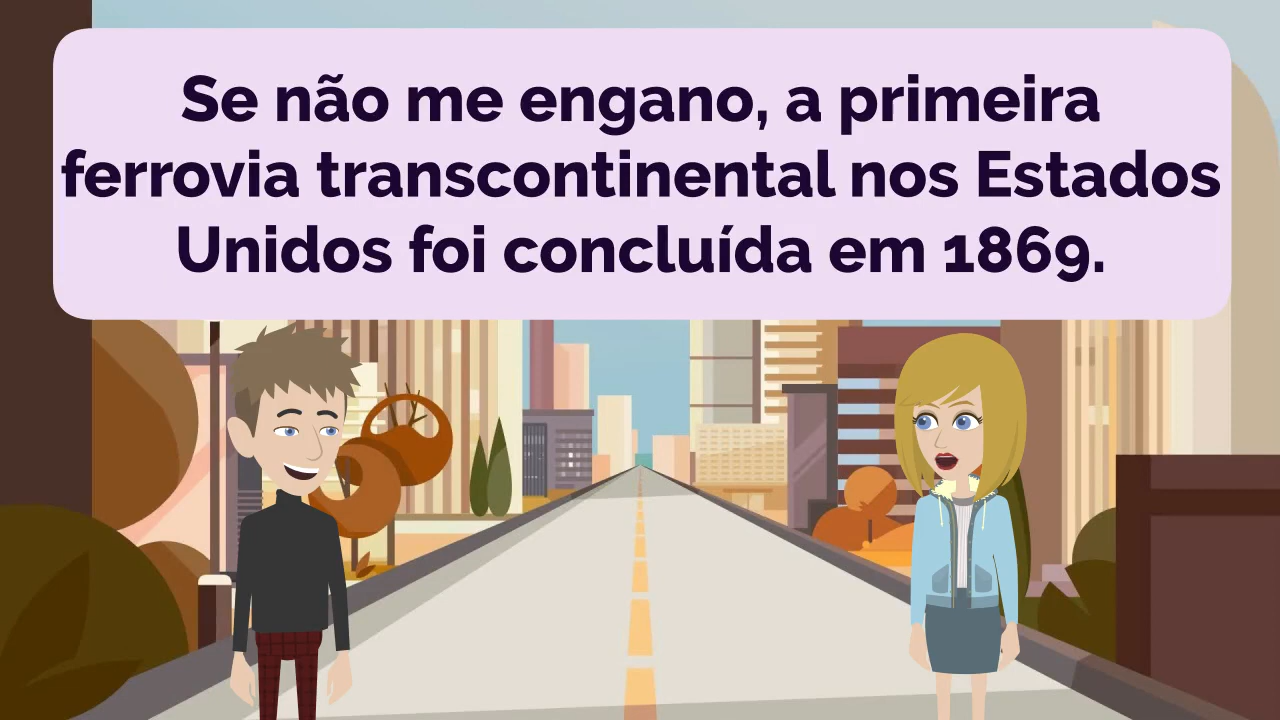 Se não me engano, a primeira
ferrovia transcontinental nos Estados
Unidos foi concluída em 1869.